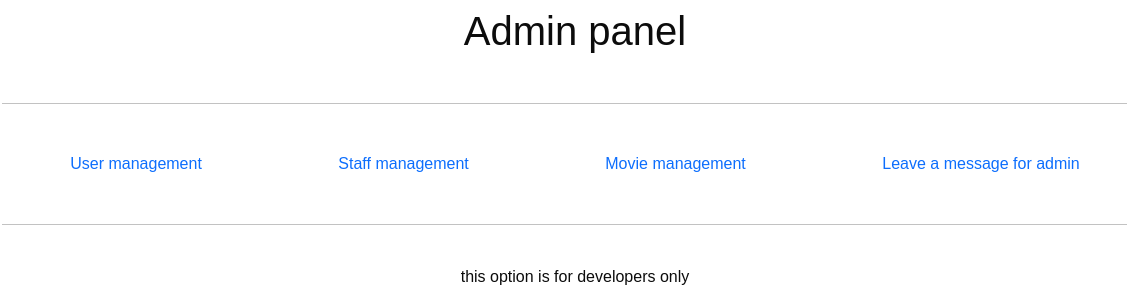 Admin panel
User management
Staff management
Movie management
Leave a message for admin
this option is for developers only